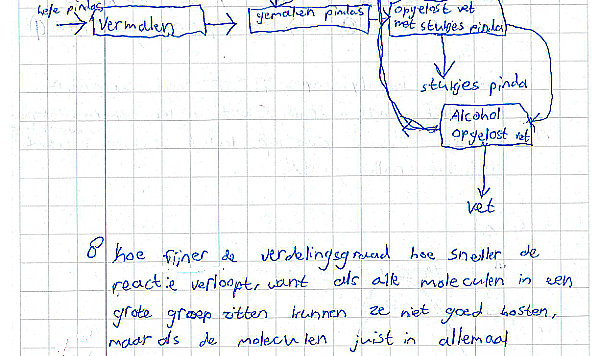 hele pindas
Vermalen
gemalen pindas
opgelost vet
met stukjes pinda
stukjes pinda
Alcohol
opgelost vet
vet
8 hoe fijner de verdelingsgraad hoe sneller de
reactie verloopt, want als alle moleculen in een
grote groep zitten kunnen ze niet goed botsen,
maar als de moleculen juist in allemaal